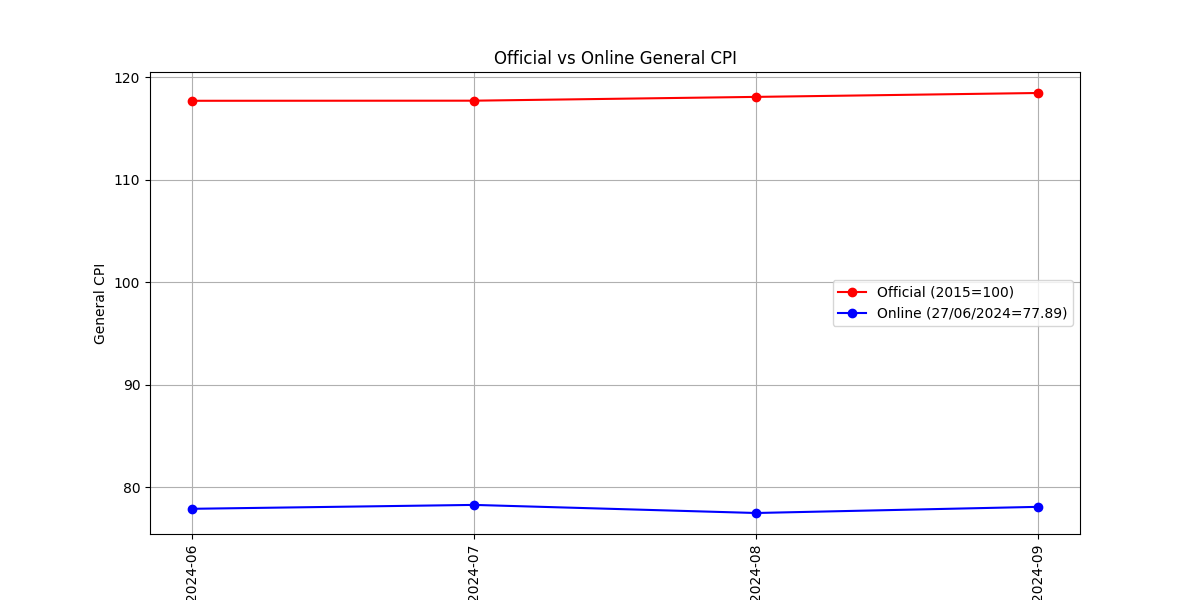 Official vs Online General CPI
120
110
100
90
80
General CPI
Official (2015=100)
Online (27/06/2024=77.89)
2024-06
2024-07
2024-08
2024-09